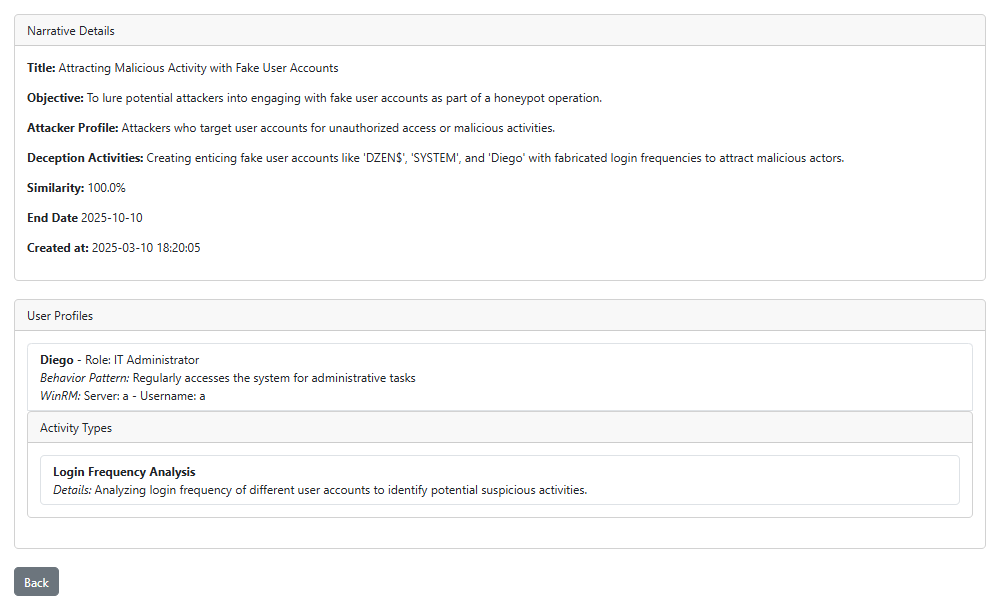 Narrative Details
Title: Attracting Malicious Activity with Fake User Accounts
Objective: To lure potential attackers into engaging with fake user accounts as part of a honeypot operation.
Attacker Profile: Attackers who target user accounts for unauthorized access or malicious activities.
Deception Activities: Creating enticing fake user accounts like 'DZEN$', 'SYSTEM', and 'Diego' with fabricated login frequencies to attract malicious actors.
Similarity: 100.0%
End Date 2025-10-10
Created at: 2025-03-10 18:20:05
User Profiles
Diego - Role: IT Administrator
Behavior Pattern: Regularly accesses the system for administrative tasks
WinRM: Server: a - Username: a
Activity Types
Login Frequency Analysis
Details: Analyzing login frequency of different user accounts to identify potential suspicious activities.
Back